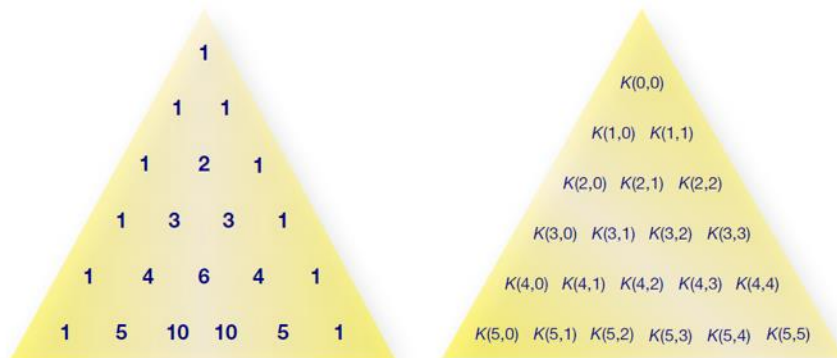 1
1 1
1 2 1
1 3 3 1
1 4 6 4 1
1 5 10 10 5 1
K(0,0)
K(1,0) K(1,1)
K(2,0) K(2,1) K(2,2)
K(3,0) K(3,1) K(3,2) K(3,3)
K(4,0) K(4,1) K(4,2) K(4,3) K(4,4)
K(5,0) K(5,1) K(5,2) K(5,3) K(5,4) K(5,5)